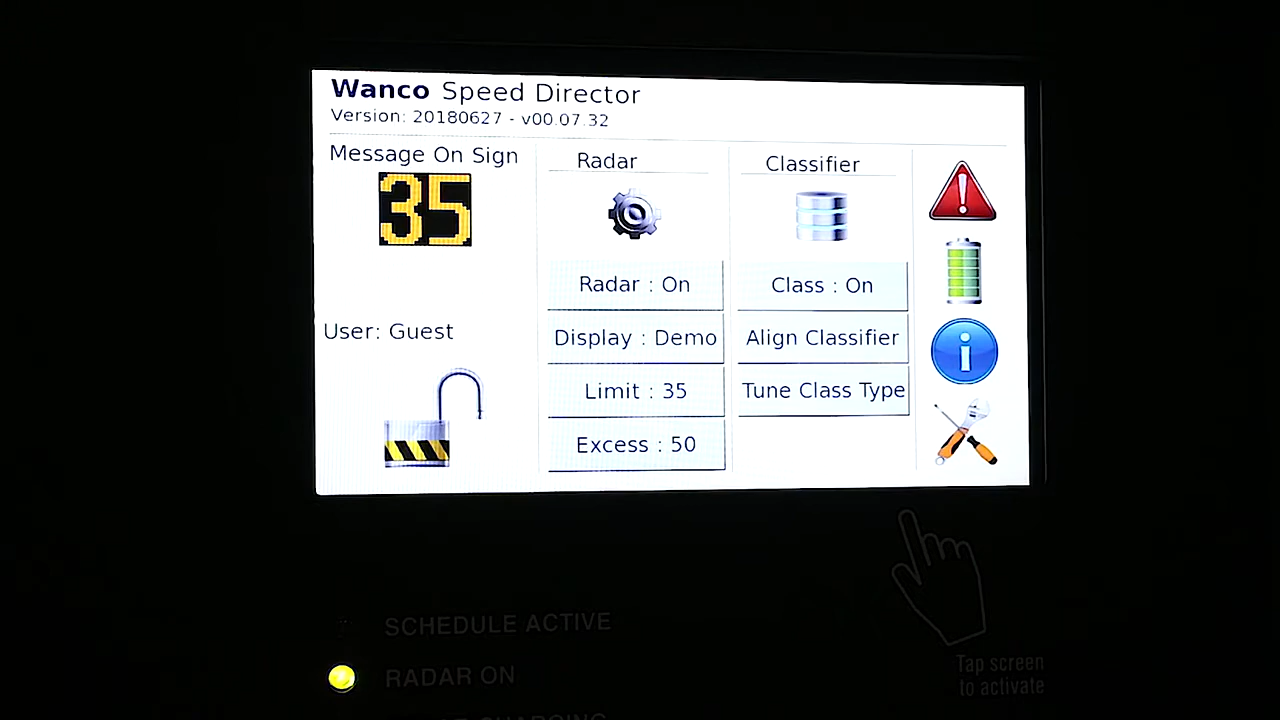 Wanco Speed Director
Version: 20180627 - v00.07.32
Message On Sign
35
User: Guest
Radar
Radar : On
Display : Demo
Limit : 35
Excess : 50
Classifier
Class : On
Align Classifier
Tune Class Type
SCHEDULE ACTIVE
RADAR ON
Tap screen
to activate